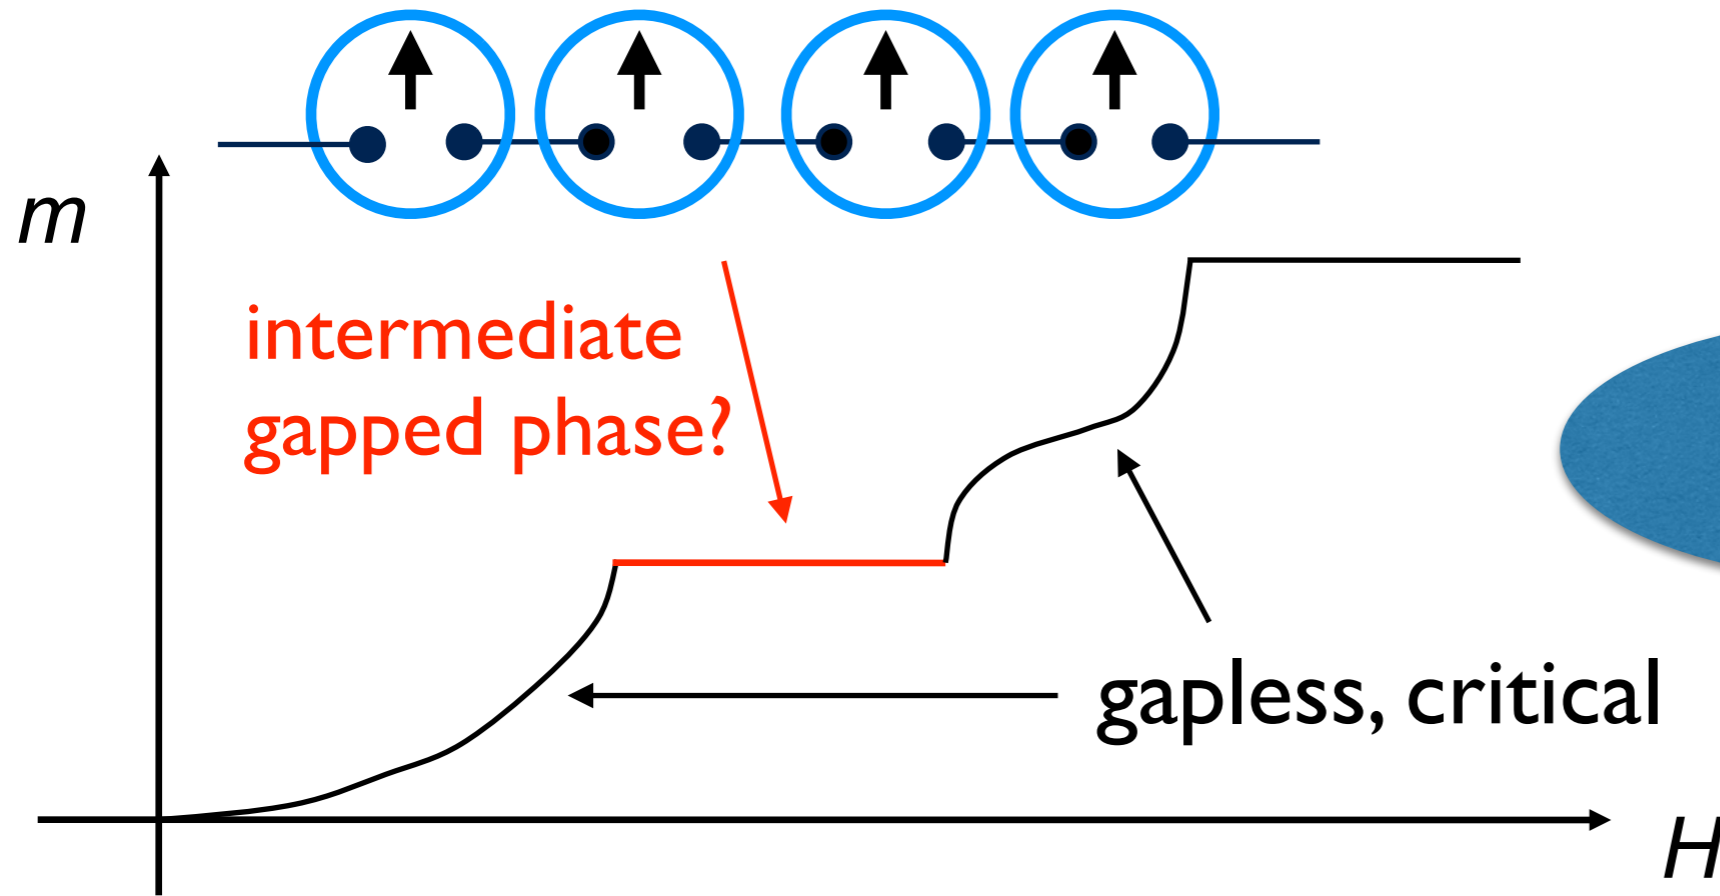 m
intermediate
gapped phase?
gapless, critical
H